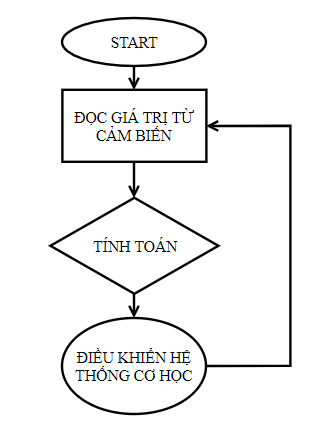 START
ĐỌC GIÁ TRỊ TỪ
CẢM BIẾN
TÍNH TOÁN
ĐIỀU KHIỂN HỆ
THỐNG CƠ HỌC